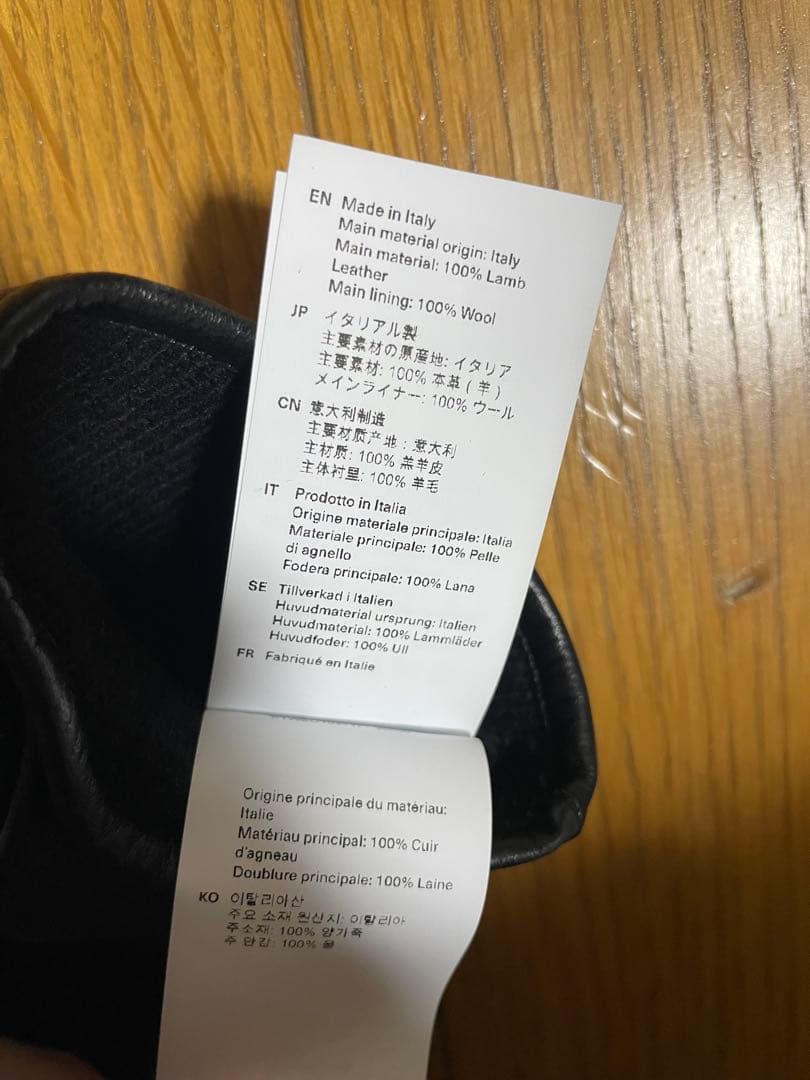 EN Made in Italy
Main material origin: Italy
Main material: 100% Lamb
Leather
Main lining: 100% Wool
JP イタリアル製
主要素材の原産地: イタリア
主要素材: 100% 本革 (羊)
メインライナー: 100% ウール
CN 意大利制造
主要材质产地：意大利
主材质: 100% 羔羊皮
主体衬里: 100% 羊毛
IT Prodotto in Italia
Origine materiale principale: Italia
Materiale principale: 100% Pelle
di agnello
Fodera principale: 100% Lana
SE Tillverkad i Italien
Huvudmaterial ursprung: Italien
Huvudmaterial: 100% Lammläder
Huvudfoder: 100% Ull
FR Fabriqué en Italie
Origine principale du matériau:
Italie
Matériau principal: 100% Cuir
d'agneau
Doublure principale: 100% Laine
KO 이탈리아산
주요 소재 원산지: 이탈리아
주소재: 100% 양가죽
주 안감: 100% 울